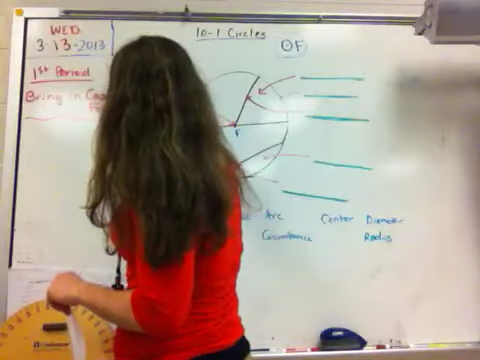 WED.
3-13-2013
1st Period
Bring in
10-1 Circles
OF
F
Arc Center Diameter
Circumference Radius